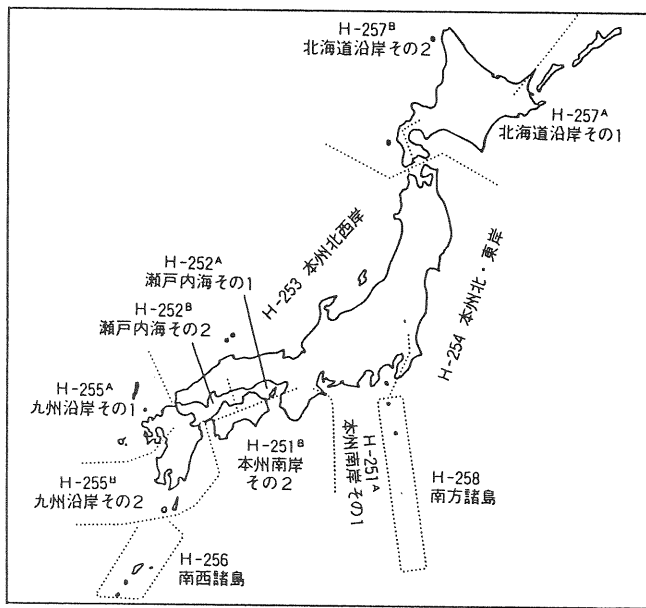 H-257B
北海道沿岸その2
H-257A
北海道沿岸その1
H-253 本州北西岸
H-252A
瀬戸内海その1
H-252B
瀬戸内海その2
H-254 本州北・東岸
H-255A
九州沿岸その1
H-251B
本州南岸
その2
H-251A
本州南岸その1
H-258
南方諸島
H-255B
九州沿岸その2
H-256
南西諸島